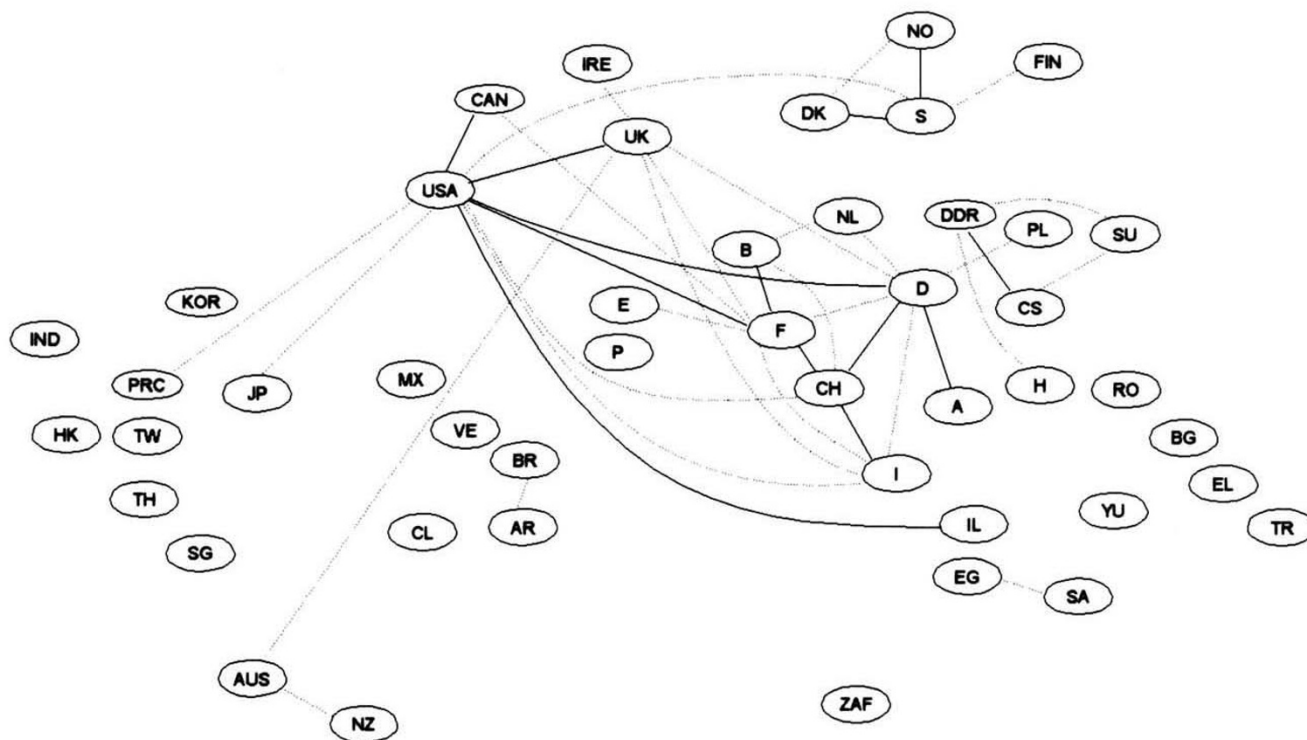 NO
IRE
FIN
CAN
DK
S
UK
USA
NL
DDR
PL
SU
B
D
KOR
E
CS
F
IND
P
PRC
JP
MX
CH
H
RO
A
HK
TW
VE
BG
BR
I
EL
TH
CL
AR
IL
YU
TR
SG
EG
SA
AUS
NZ
ZAF